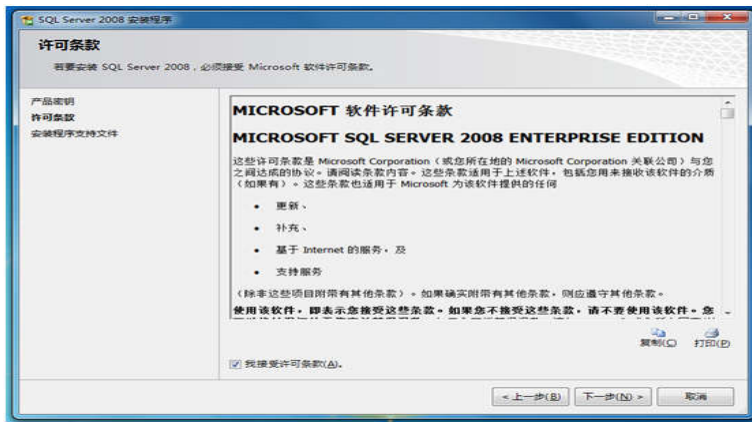 SQL Server 2008 安装程序
许可条款
若要安装 SQL Server 2008，必须接受 Microsoft 软件许可条款。
产品密钥
许可条款
安装程序支持文件
MICROSOFT 软件许可条款
MICROSOFT SQL SERVER 2008 ENTERPRISE EDITION
这些许可条款是 Microsoft Corporation（或您所在地的 Microsoft Corporation 关联公司）与您
之间达成的协议。请阅读条款内容。这些条款适用于上述软件，包括您用来接收该软件的介质
（如果有）。这些条款也适用于 Microsoft 为该软件提供的任何
• 更新、
• 补充、
• 基于 Internet 的服务，及
• 支持服务
（除非这些项目附带有其他条款）。如果确实附带有其他条款，则应遵守其他条款。
使用该软件，即表示您接受这些条款。如果您不接受这些条款，请不要使用该软件。您
复制(C) 打印(P)
我接受许可条款(A)。
< 上一步(B) 下一步(N) > 取消